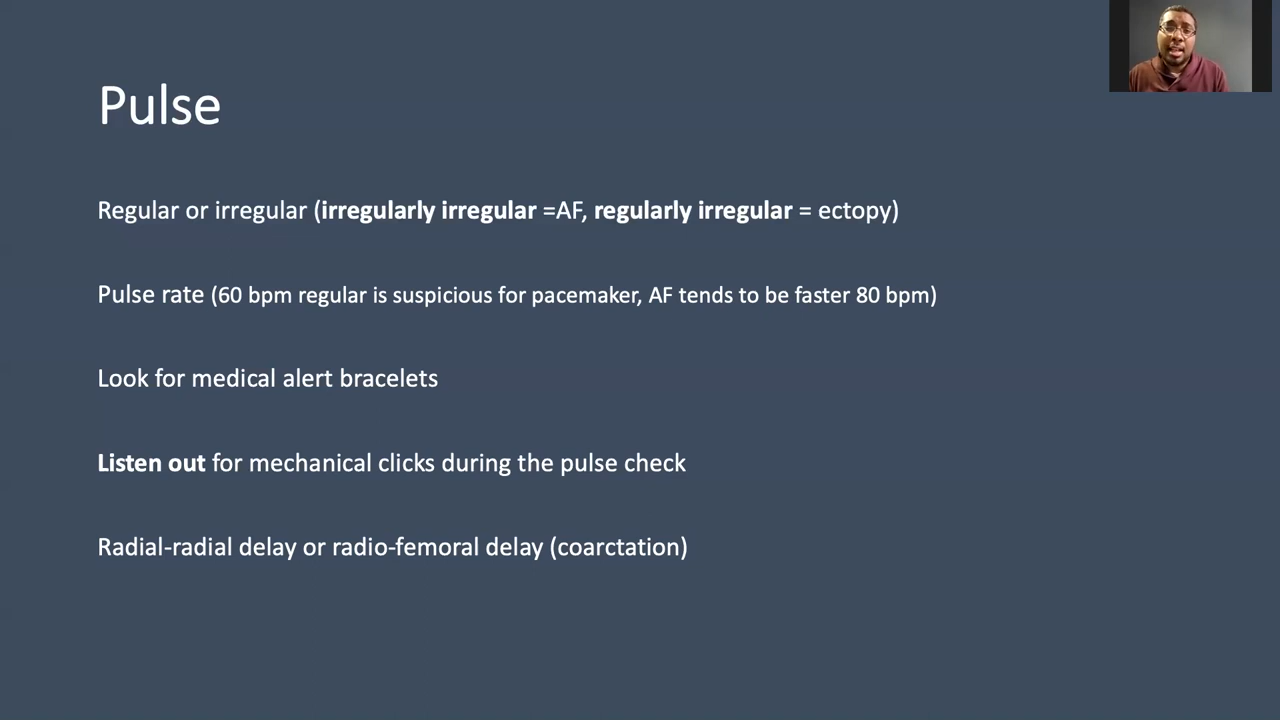 Pulse
Regular or irregular (irregularly irregular =AF, regularly irregular = ectopy)
Pulse rate (60 bpm regular is suspicious for pacemaker, AF tends to be faster 80 bpm)
Look for medical alert bracelets
Listen out for mechanical clicks during the pulse check
Radial-radial delay or radio-femoral delay (coarctation)